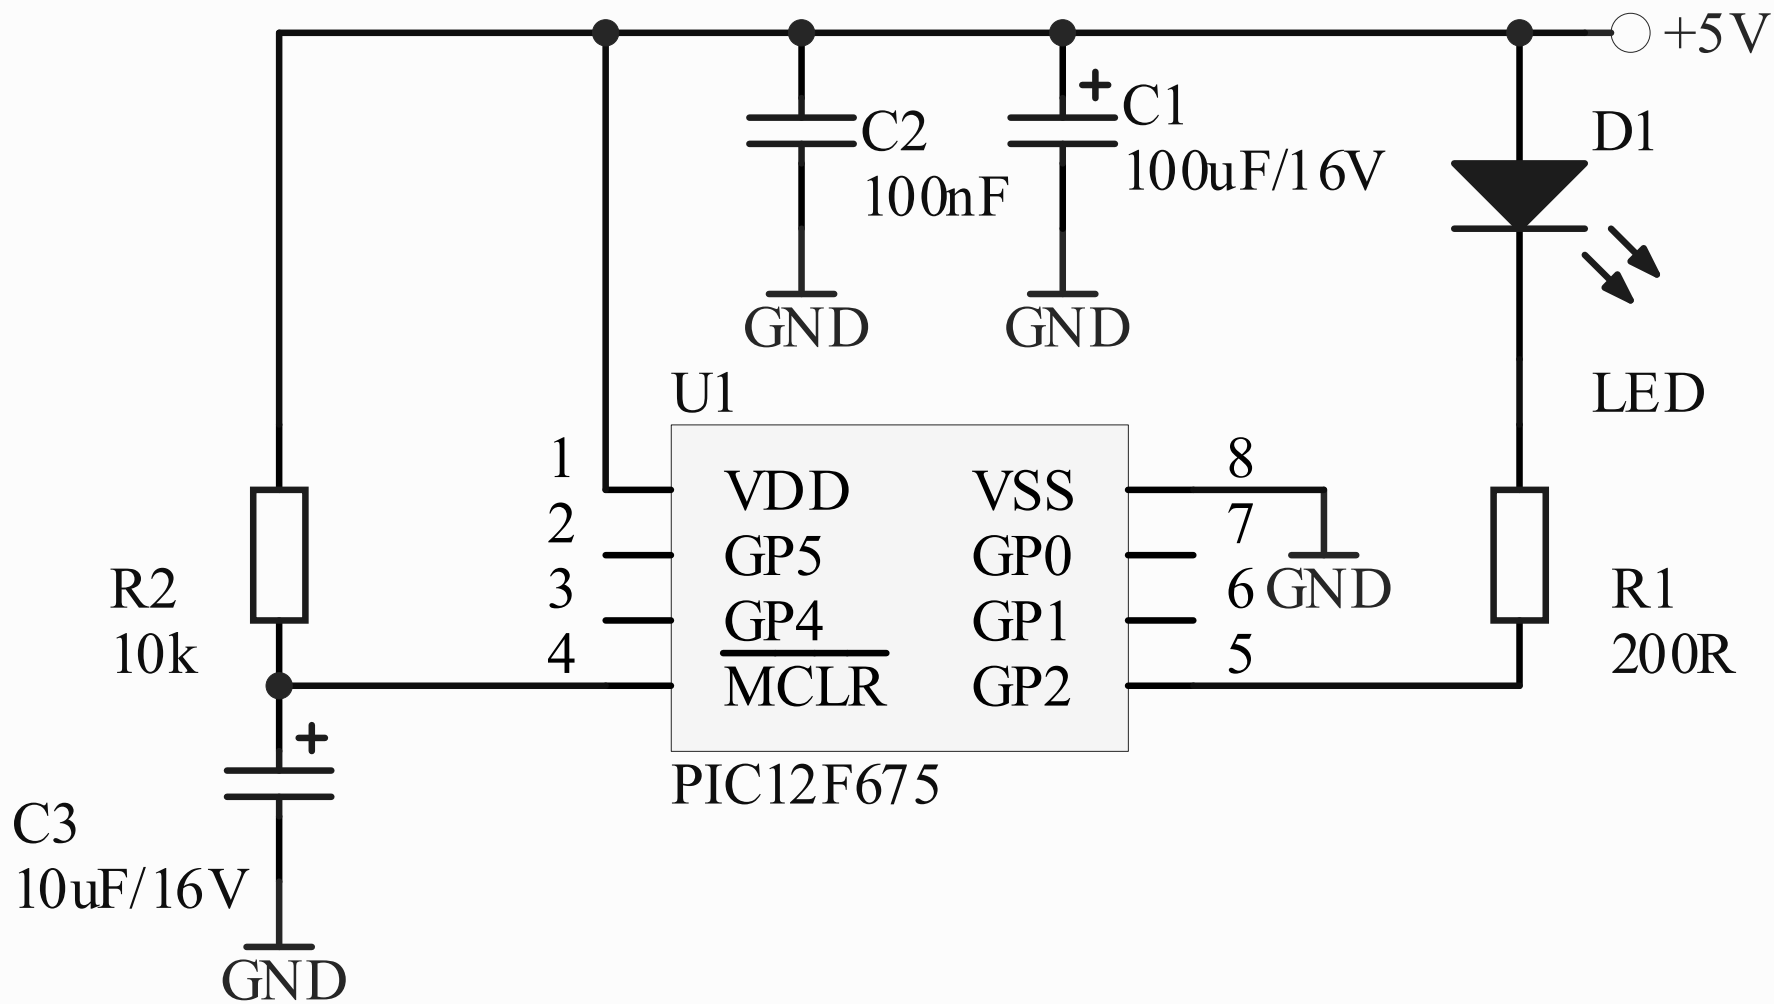 +5V
+
C1
100uF/16V
C2
100nF
D1
GND
GND
LED
U1
1
VDD
VSS
8
2
GP5
GP0
7
3
GP4
GP1
6
4
MCLR
GP2
5
GND
R2
10k
R1
200R
+
PIC12F675
C3
10uF/16V
GND